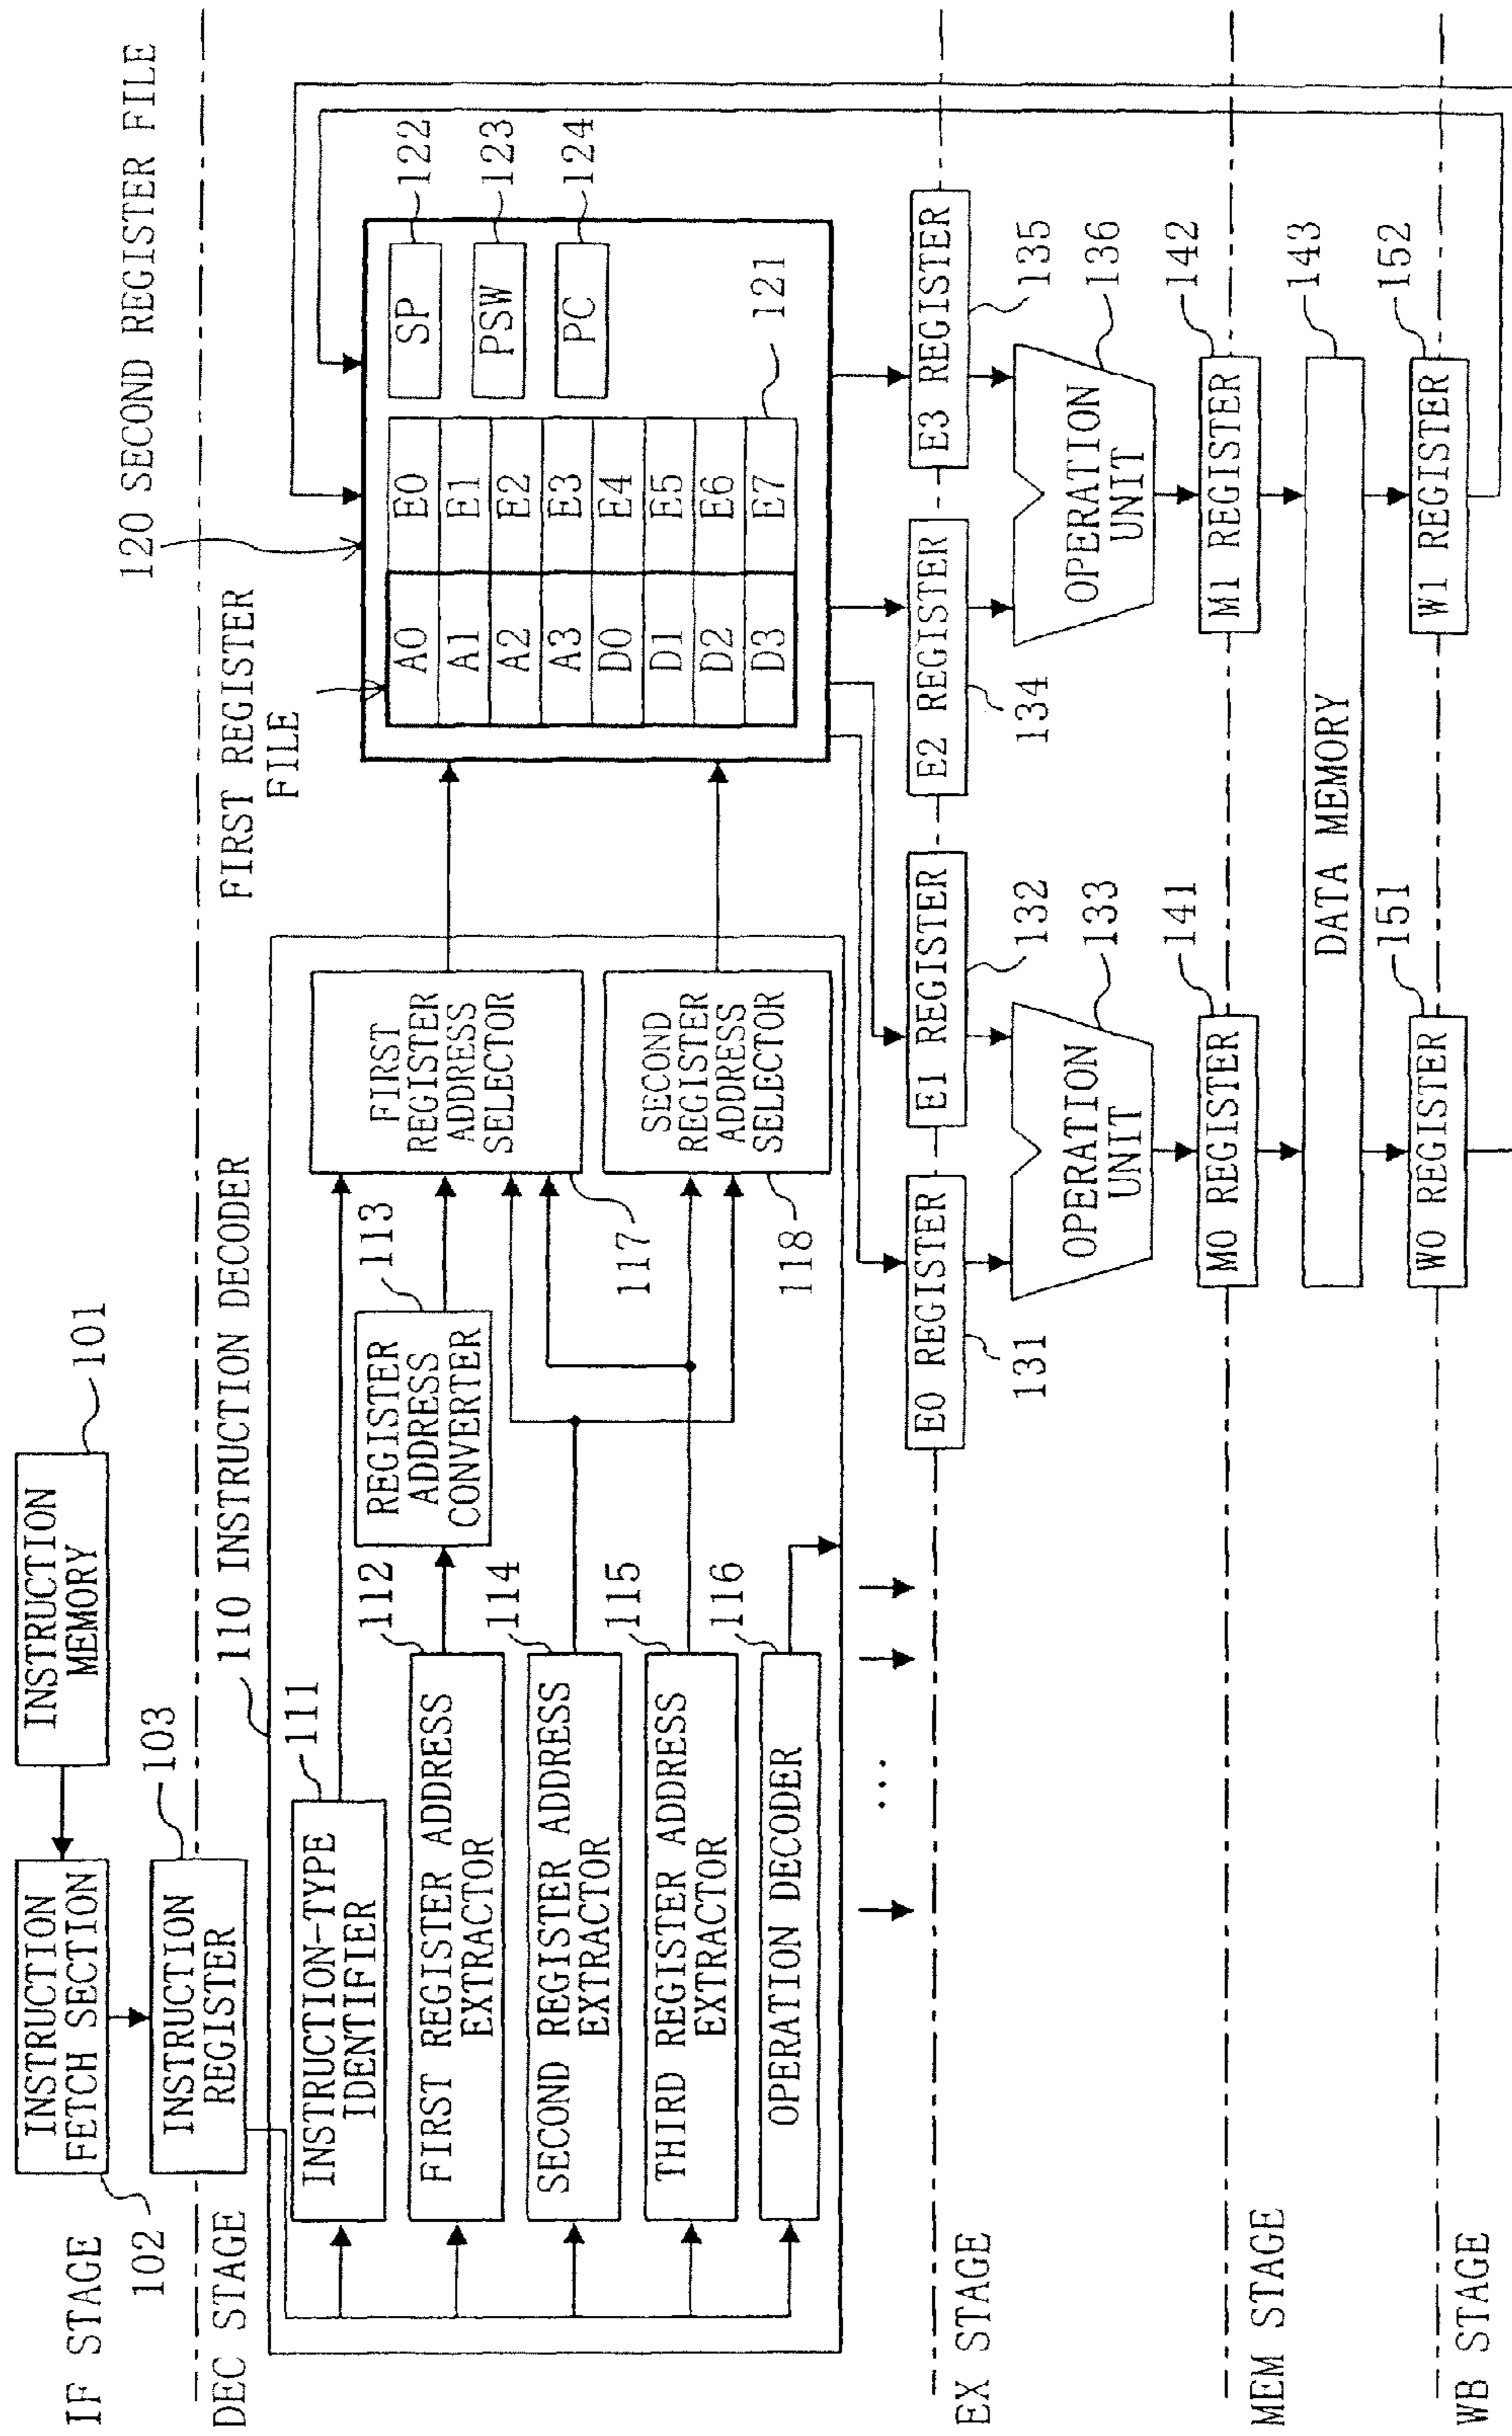 IF STAGE
INSTRUCTION
FETCH SECTION
102
INSTRUCTION
MEMORY
101
DEC STAGE
INSTRUCTION
REGISTER
103
110 INSTRUCTION DECODER
INSTRUCTION-TYPE
IDENTIFIER
111
FIRST REGISTER ADDRESS
EXTRACTOR
112
REGISTER
ADDRESS
CONVERTER
113
SECOND REGISTER ADDRESS
EXTRACTOR
114
THIRD REGISTER ADDRESS
EXTRACTOR
115
OPERATION DECODER
116
FIRST
REGISTER
ADDRESS
SELECTOR
117
SECOND
REGISTER
ADDRESS
SELECTOR
118
120 SECOND REGISTER FILE
FIRST REGISTER
FILE
A0 E0
A1 E1
A2 E2
A3 E3
D0 E4
D1 E5
D2 E6
D3 E7
121
SP
122
PSW
123
PC
124
...
EX STAGE
E0 REGISTER
131
E1 REGISTER
132
E2 REGISTER
134
E3 REGISTER
135
OPERATION
UNIT
133
OPERATION
UNIT
136
MEM STAGE
M0 REGISTER
141
M1 REGISTER
142
DATA MEMORY
143
WB STAGE
W0 REGISTER
151
W1 REGISTER
152